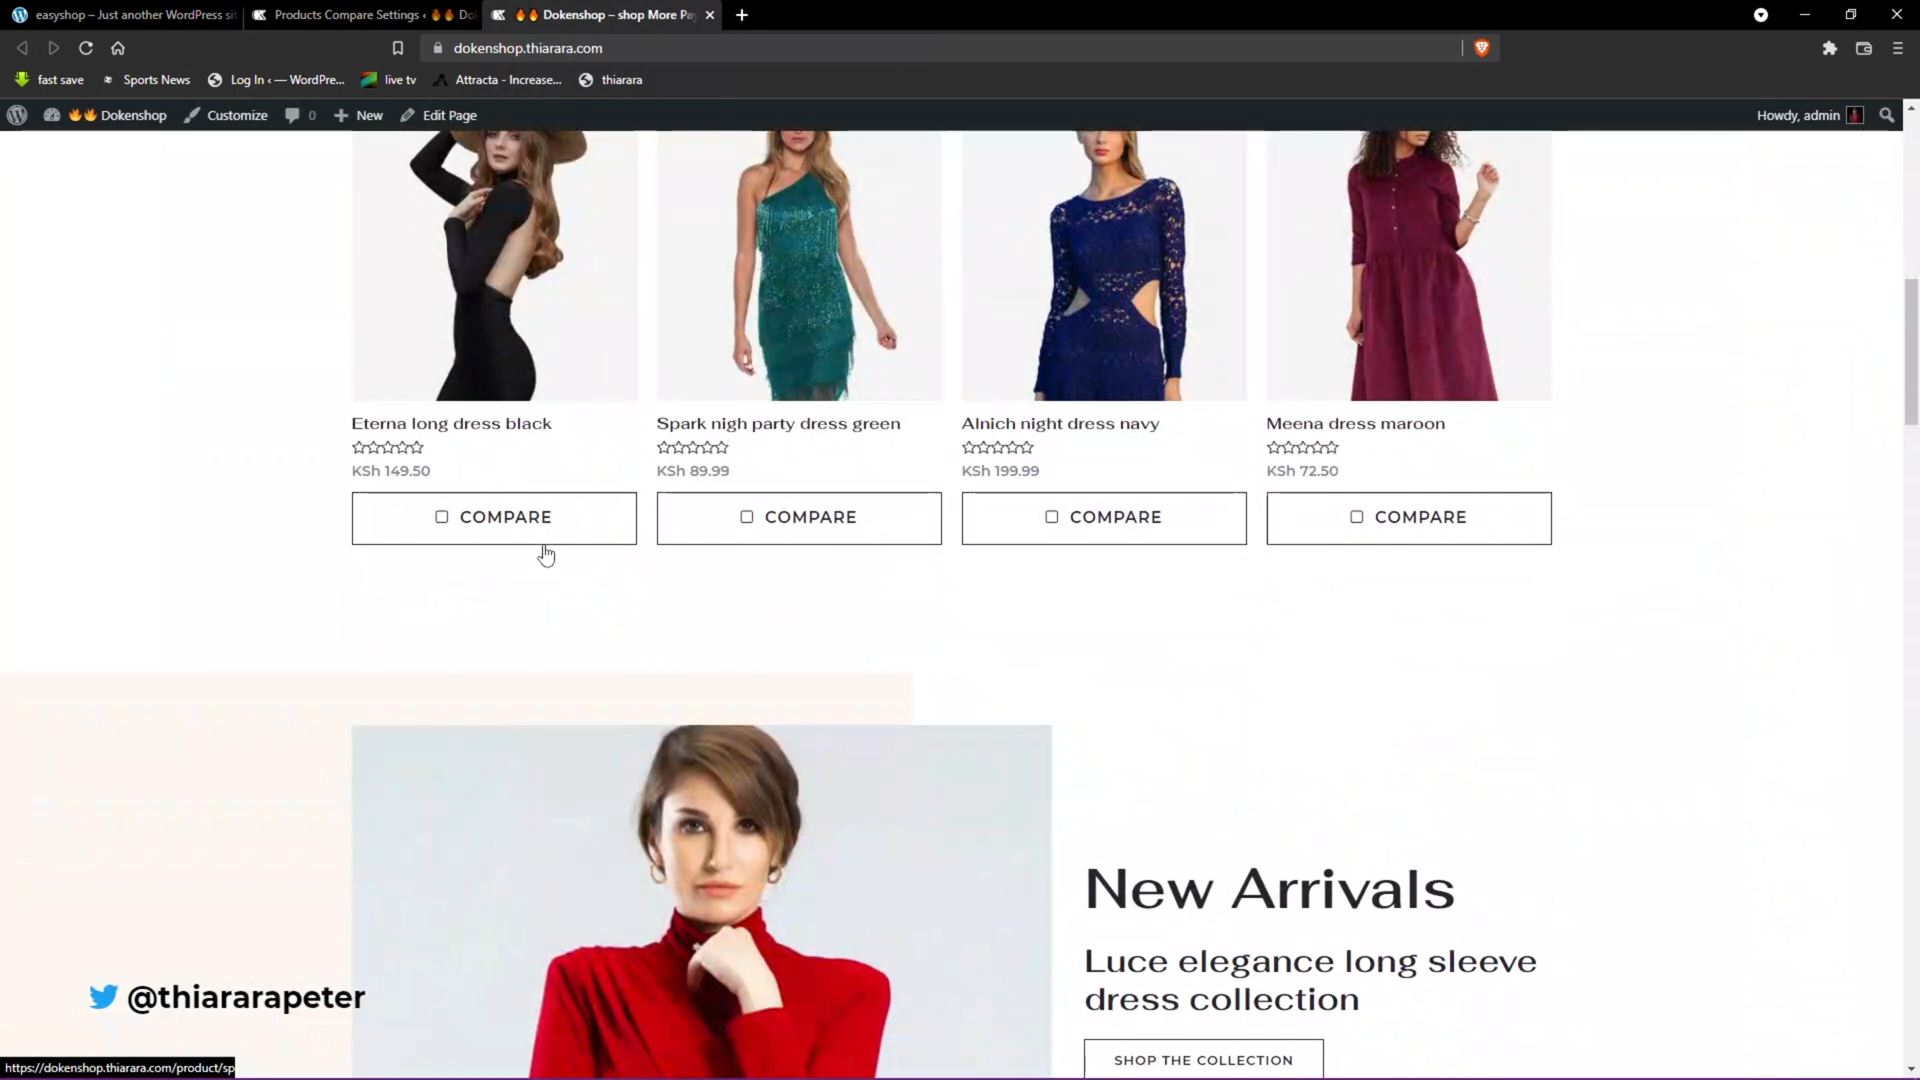 easyshop – Just another WordPress sit
Products Compare Settings ‹ 🔥🔥 Do
🔥🔥 Dokenshop – shop More Pa
dokenshop.thiarara.com
fast save
Sports News
Log In ‹ — WordPre...
live tv
Attracta - Increase...
thiarara
🔥🔥 Dokenshop
Customize
0
New
Edit Page
Howdy, admin
Eterna long dress black
Spark nigh party dress green
Alnich night dress navy
Meena dress maroon
KSh 149.50
KSh 89.99
KSh 199.99
KSh 72.50
COMPARE
COMPARE
COMPARE
COMPARE
New Arrivals
Luce elegance long sleeve
dress collection
SHOP THE COLLECTION
@thiararapeter
https://dokenshop.thiarara.com/product/sp